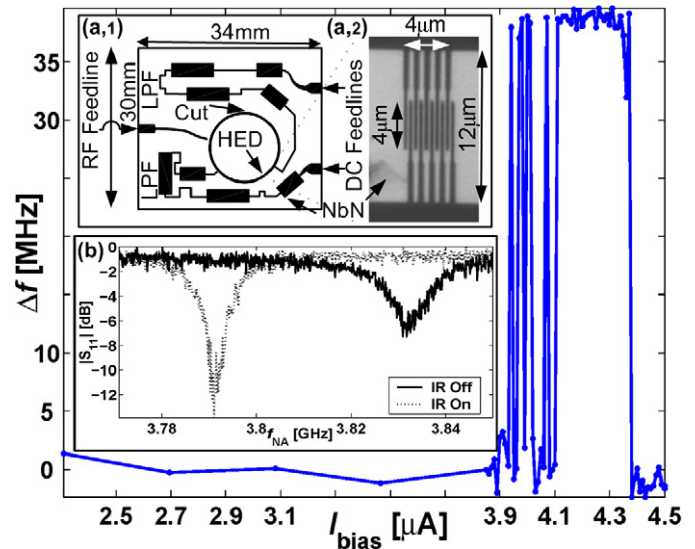 (a,1)
34mm
(a,2)
4μm
LPF
Cut
HED
30mm
RF Feedline
LPF
DC Feedlines
NbN
4μm
12μm
(b)
0
−2
−4
−6
−8
−10
−12
|S11| [dB]
IR Off
IR On
3.78 3.8 3.82 3.84
fNA [GHz]
35
30
10
0
Δf [MHz]
2.5 2.7 2.9 3.1 3.9 4.1 4.3 4.5
Ibias [μA]